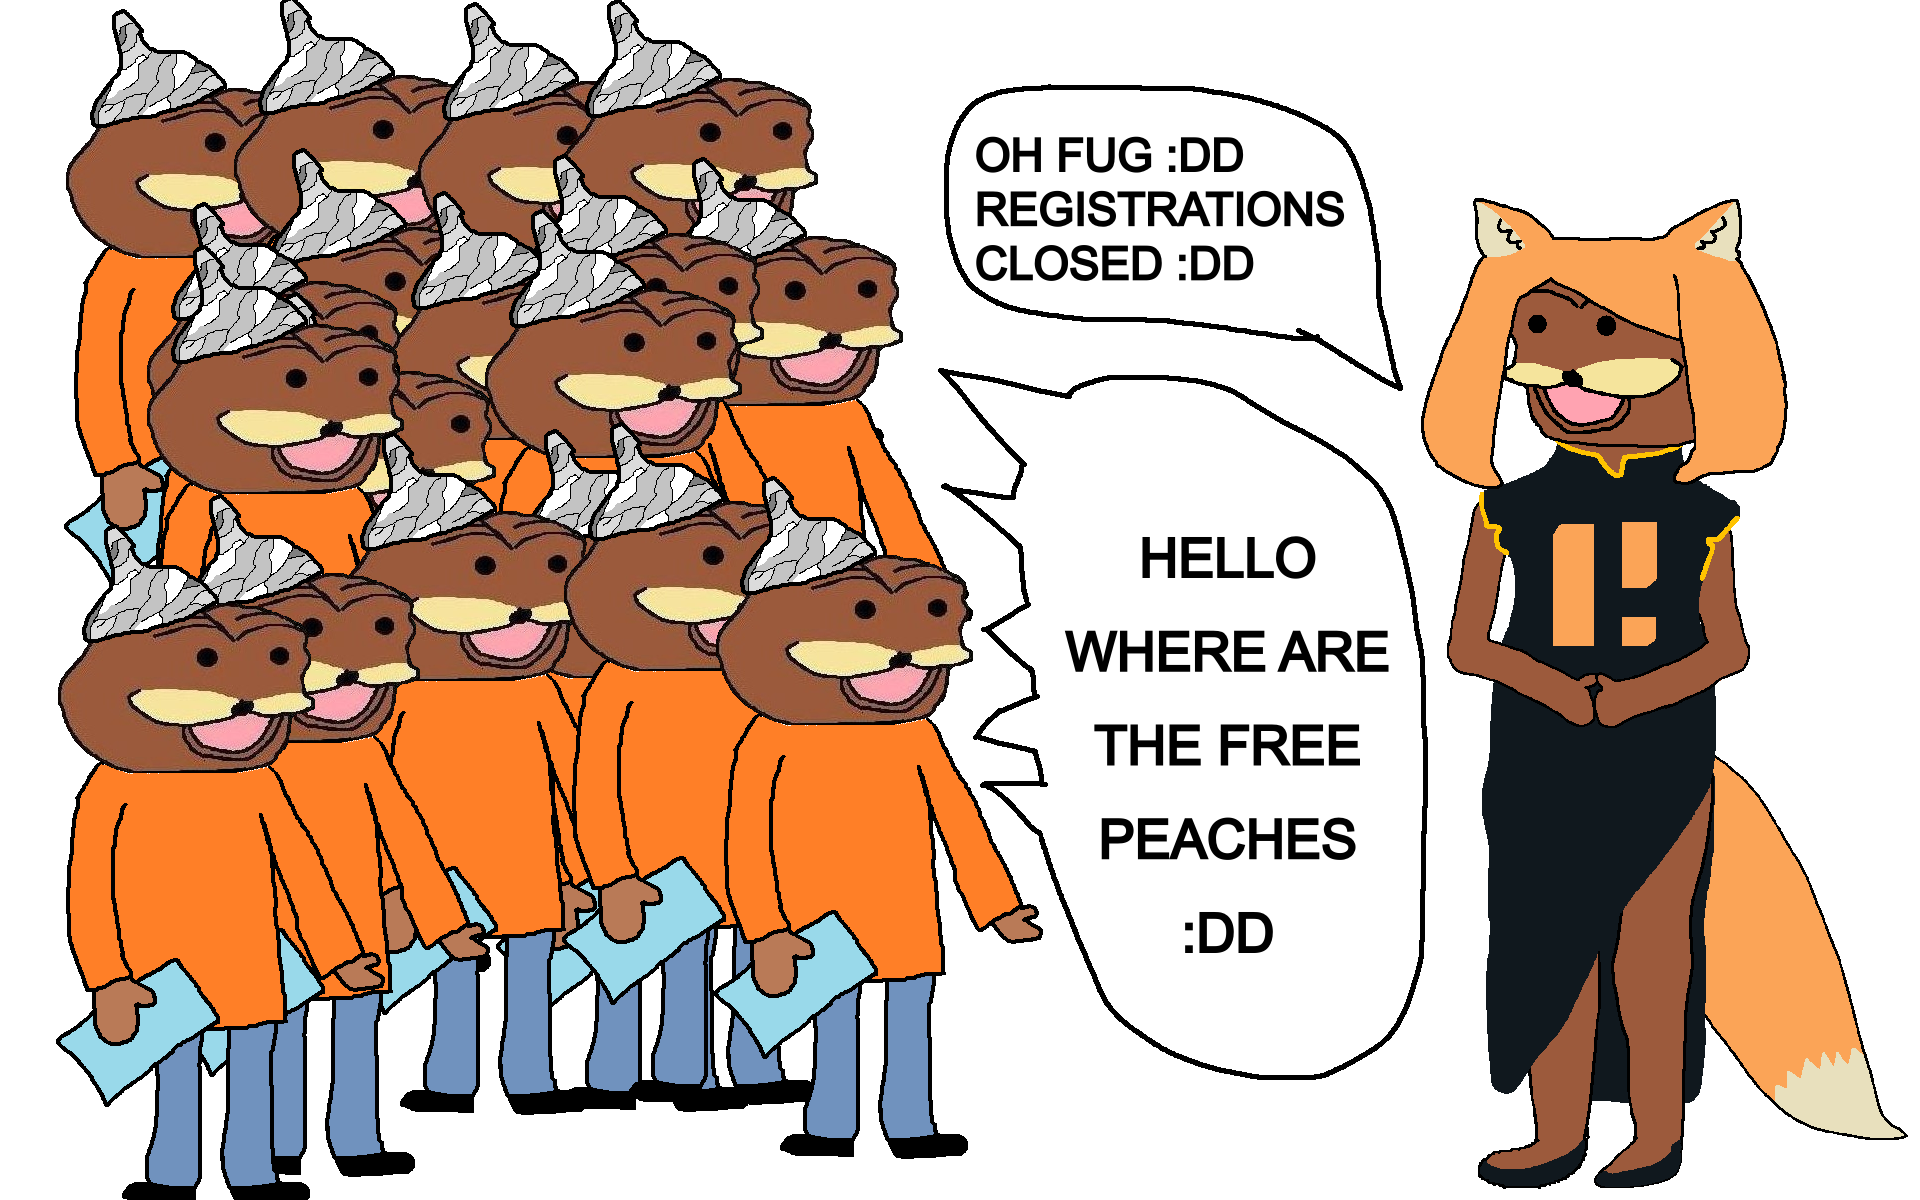 OH FUG :DD
REGISTRATIONS
CLOSED :DD
HELLO
WHERE ARE
THE FREE
PEACHES
:DD